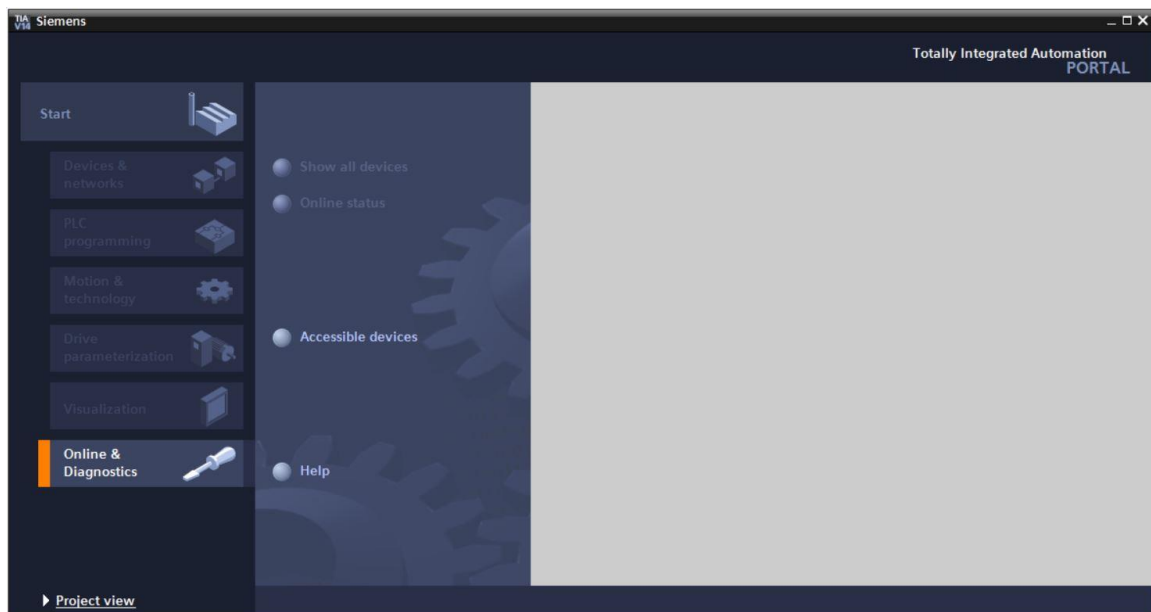 TIA
V14 Siemens
Totally Integrated Automation
PORTAL
Start
Devices &
networks
PLC
programming
Motion &
technology
Drive
parameterization
Visualization
Online &
Diagnostics
Show all devices
Online status
Accessible devices
Help
Project view